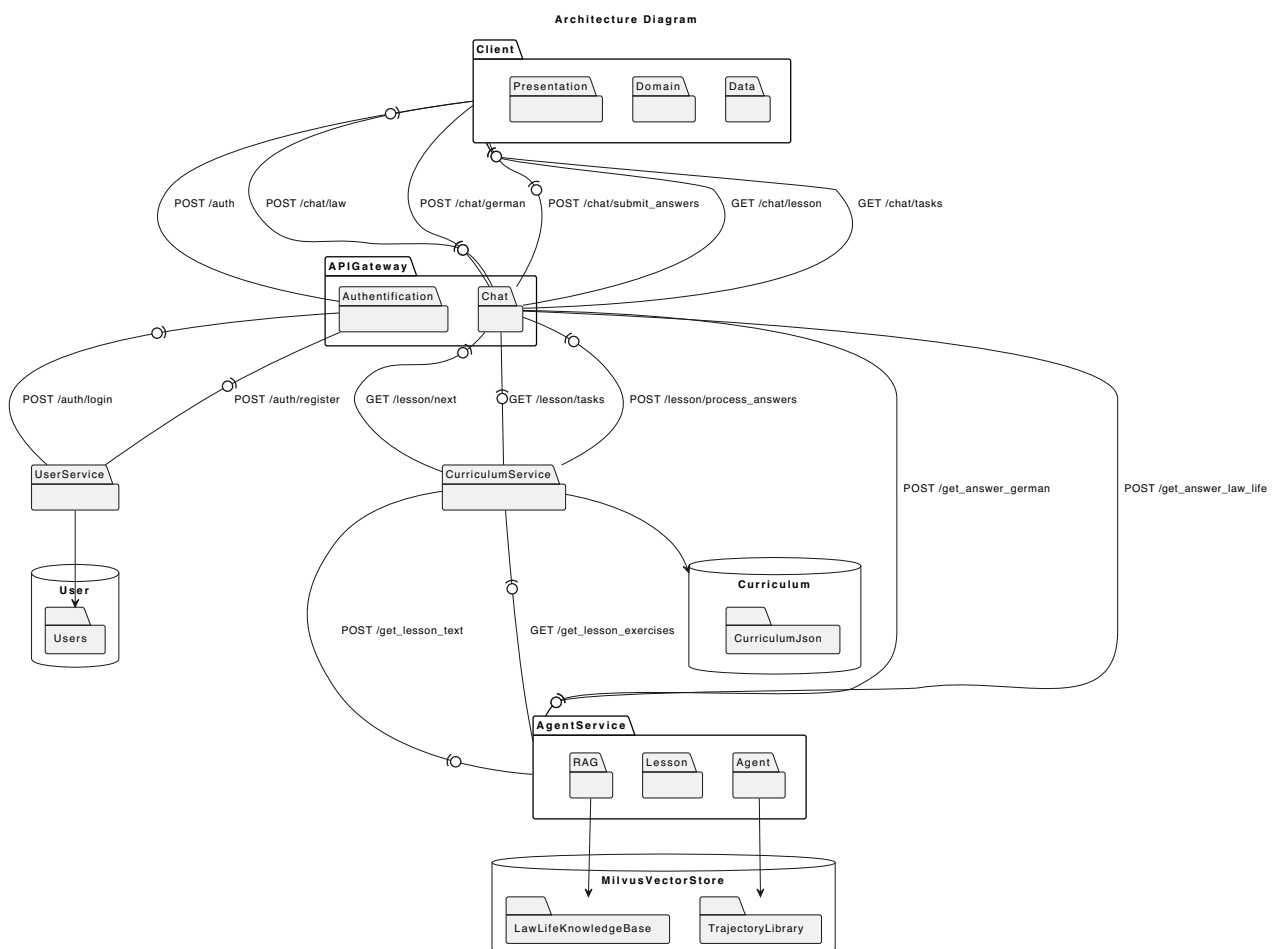 Architecture Diagram
Client
Presentation
Domain
Data
POST /auth
POST /chat/law
POST /chat/german
POST /chat/submit_answers
GET /chat/lesson
GET /chat/tasks
APIGateway
Authentification
Chat
POST /auth/login
POST /auth/register
GET /lesson/next
GET /lesson/tasks
POST /lesson/process_answers
UserService
CurriculumService
POST /get_answer_german
POST /get_answer_law_life
User
Users
Curriculum
CurriculumJson
POST /get_lesson_text
GET /get_lesson_exercises
AgentService
RAG
Lesson
Agent
MilvusVectorStore
LawLifeKnowledgeBase
TrajectoryLibrary